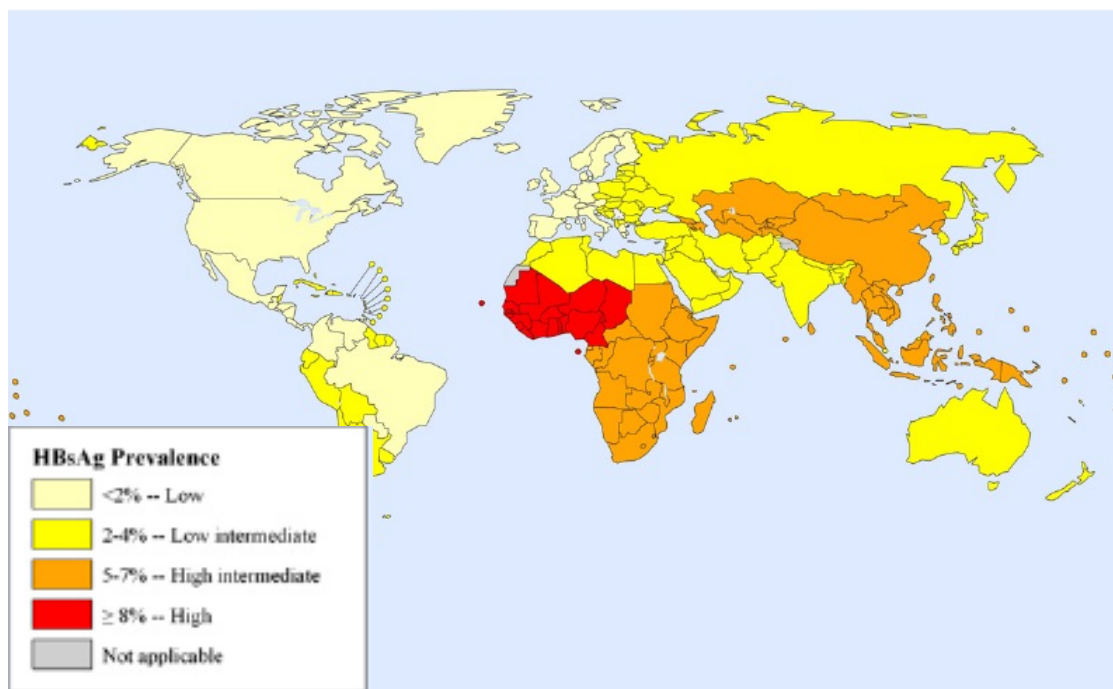 HBsAg Prevalence
<2% -- Low
2-4% -- Low intermediate
5-7% -- High intermediate
≥ 8% -- High
Not applicable